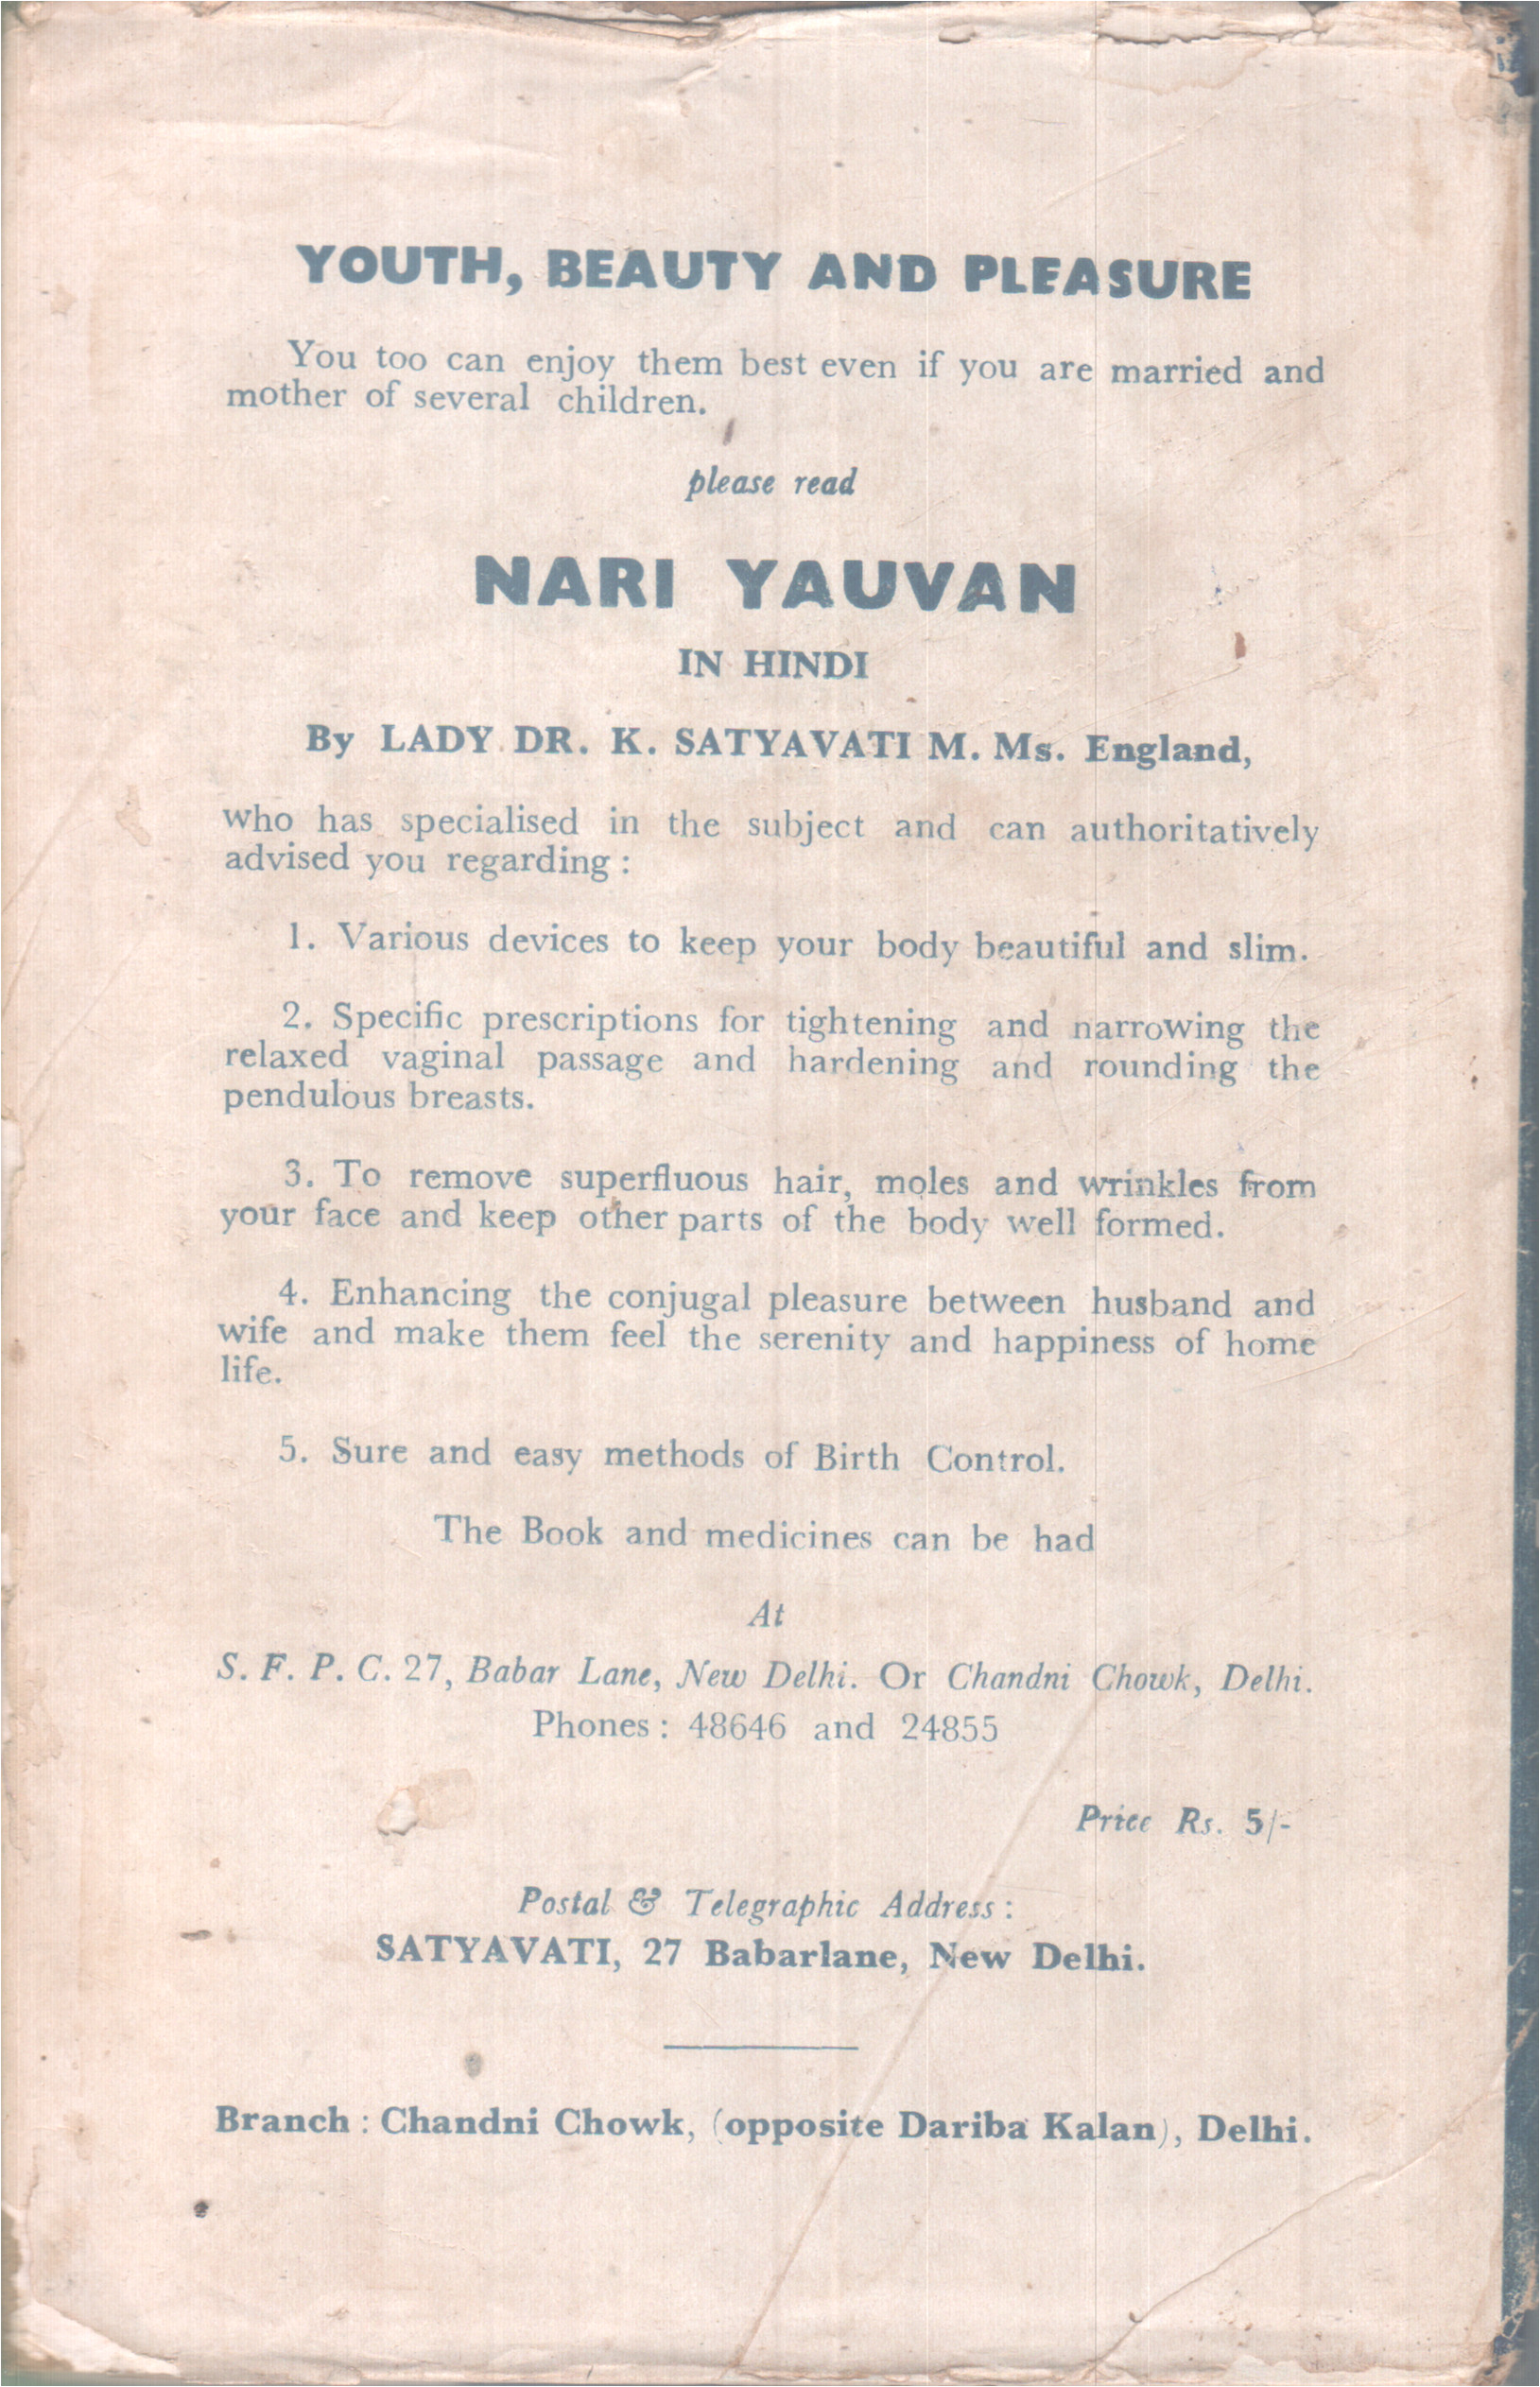 YOUTH, BEAUTY AND PLEASURE
You too can enjoy them best even if you are married and
mother of several children.
please read
NARI YAUVAN
IN HINDI
By LADY DR. K. SATYAVATI M. Ms. England,
who has specialised in the subject and can authoritatively
advised you regarding :
1. Various devices to keep your body beautiful and slim.
2. Specific prescriptions for tightening and narrowing the
relaxed vaginal passage and hardening and rounding the
pendulous breasts.
3. To remove superfluous hair, moles and wrinkles from
your face and keep other parts of the body well formed.
4. Enhancing the conjugal pleasure between husband and
wife and make them feel the serenity and happiness of home
life.
5. Sure and easy methods of Birth Control.
The Book and medicines can be had
At
S. F. P. C. 27, Babar Lane, New Delhi. Or Chandni Chowk, Delhi.
Phones : 48646 and 24855
Price Rs. 5/-
Postal & Telegraphic Address :
SATYAVATI, 27 Babarlane, New Delhi.
Branch : Chandni Chowk, (opposite Dariba Kalan), Delhi.